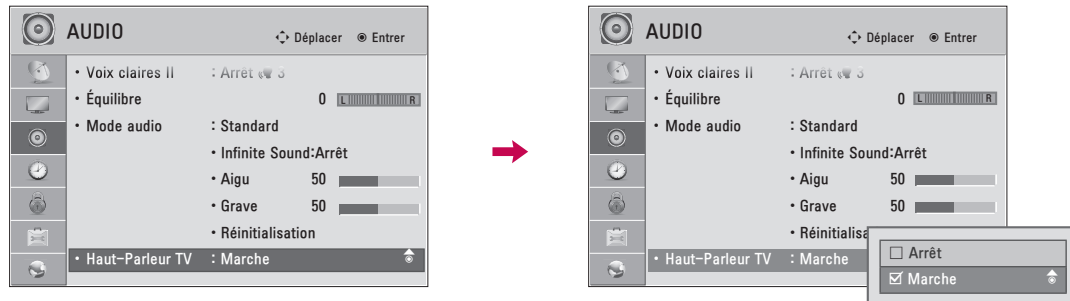 AUDIO
Déplacer Entrer
• Voix claires II : Arrêt 3
• Équilibre 0 L R
• Mode audio : Standard
• Infinite Sound:Arrêt
• Aigu 50
• Grave 50
• Réinitialisation
• Haut-Parleur TV : Marche
AUDIO
Déplacer Entrer
• Voix claires II : Arrêt 3
• Équilibre 0 L R
• Mode audio : Standard
• Infinite Sound:Arrêt
• Aigu 50
• Grave 50
• Réinitialisa
• Haut-Parleur TV : Marche
☐ Arrêt
☑ Marche